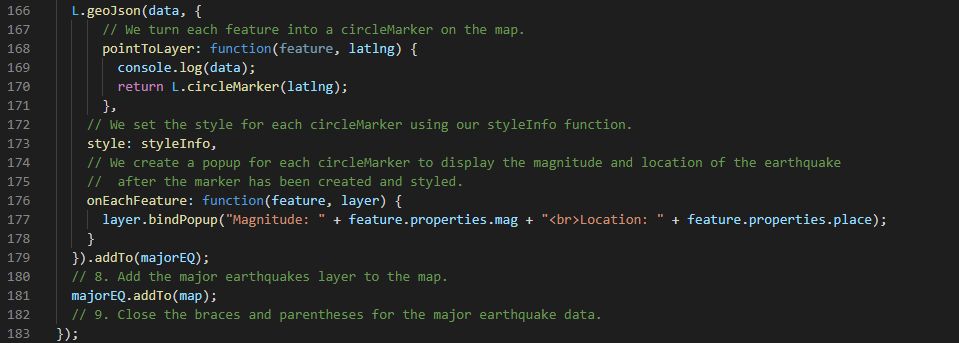 166 L.geoJson(data, {
167 // We turn each feature into a circleMarker on the map.
168 pointToLayer: function(feature, latlng) {
169 console.log(data);
170 return L.circleMarker(latlng);
171 },
172 // We set the style for each circleMarker using our styleInfo function.
173 style: styleInfo,
174 // We create a popup for each circleMarker to display the magnitude and location of the earthquake
175 //  after the marker has been created and styled.
176 onEachFeature: function(feature, layer) {
177 layer.bindPopup("Magnitude: " + feature.properties.mag + "<br>Location: " + feature.properties.place);
178 }
179 }).addTo(majorEQ);
180 // 8. Add the major earthquakes layer to the map.
181 majorEQ.addTo(map);
182 // 9. Close the braces and parentheses for the major earthquake data.
183 });